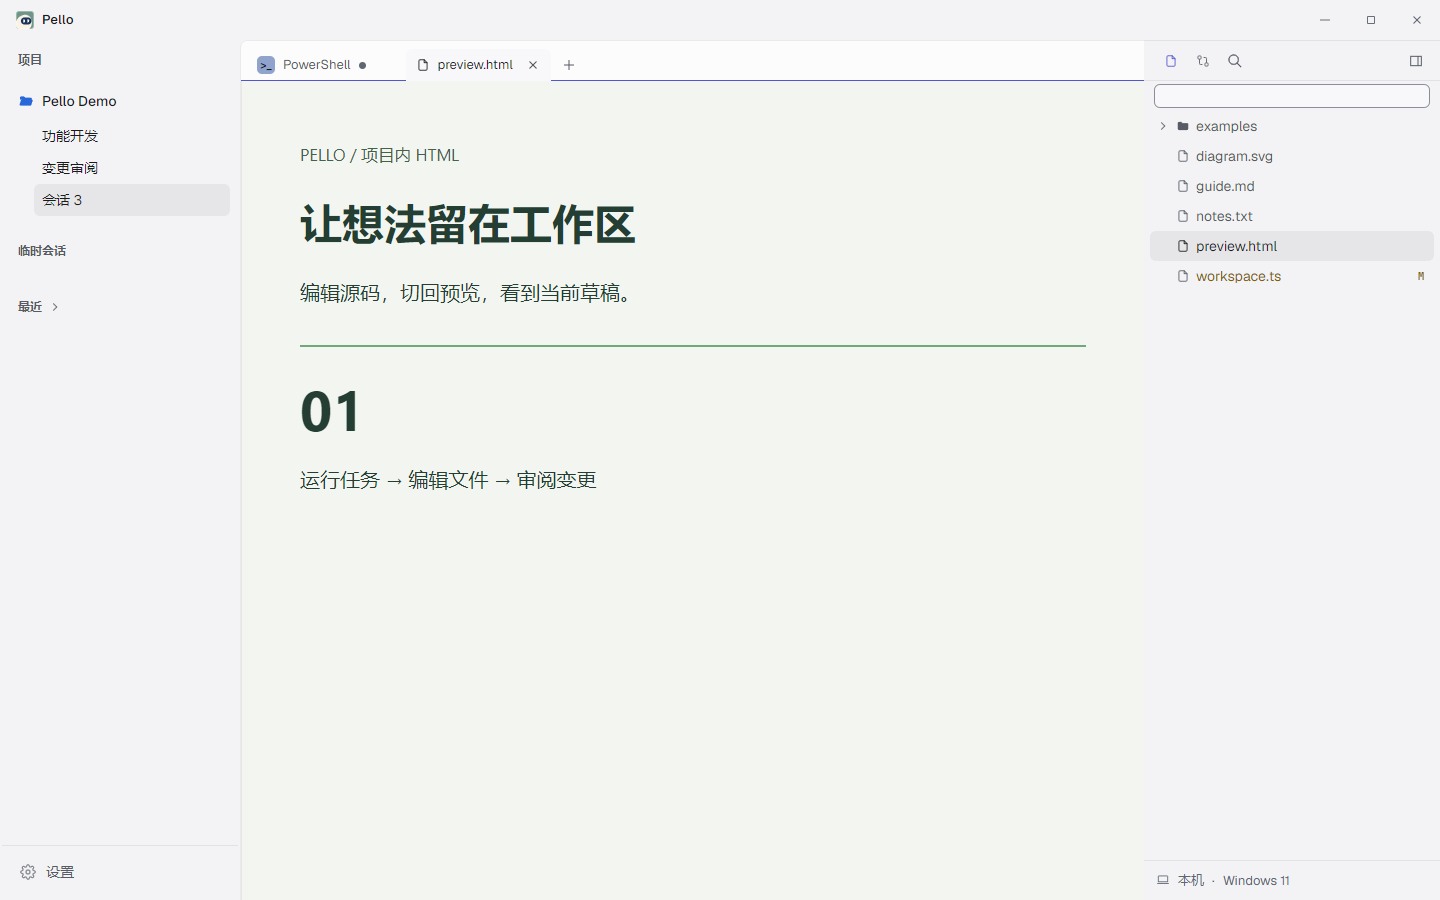 Pello
项目
Pello Demo
功能开发
变更审阅
会话 3
临时会话
最近
设置
>_ PowerShell
preview.html
PELLO / 项目内 HTML
让想法留在工作区
编辑源码，切回预览，看到当前草稿。
01
运行任务 → 编辑文件 → 审阅变更
examples
diagram.svg
guide.md
notes.txt
preview.html
workspace.ts M
本机 · Windows 11